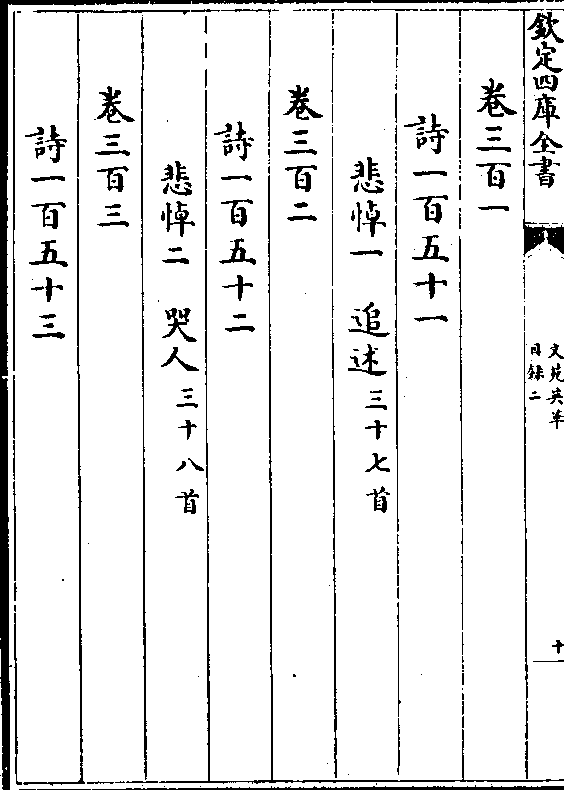 欽定四庫全書
文苑英華
目録二
十
卷三百一
詩一百五十一
悲悼一 追述三十七首
卷三百二
詩一百五十二
悲悼二 哭人三十八首
卷三百三
詩一百五十三